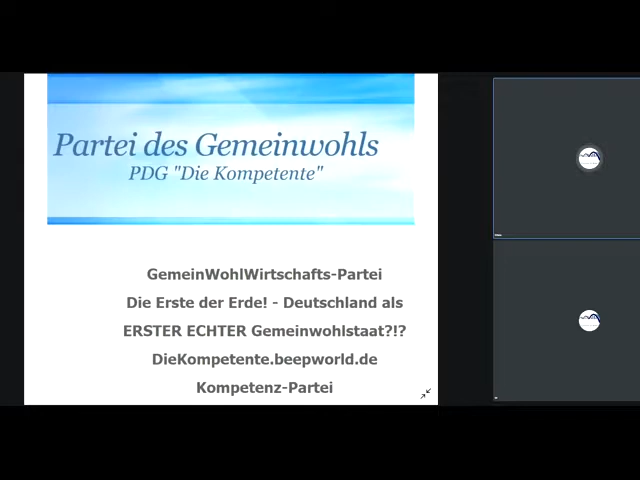 Partei des Gemeinwohls
PDG "Die Kompetente"
GemeinWohlWirtschafts-Partei
Die Erste der Erde! - Deutschland als
ERSTER ECHTER Gemeinwohlstaat?!?
DieKompetente.beepworld.de
Kompetenz-Partei